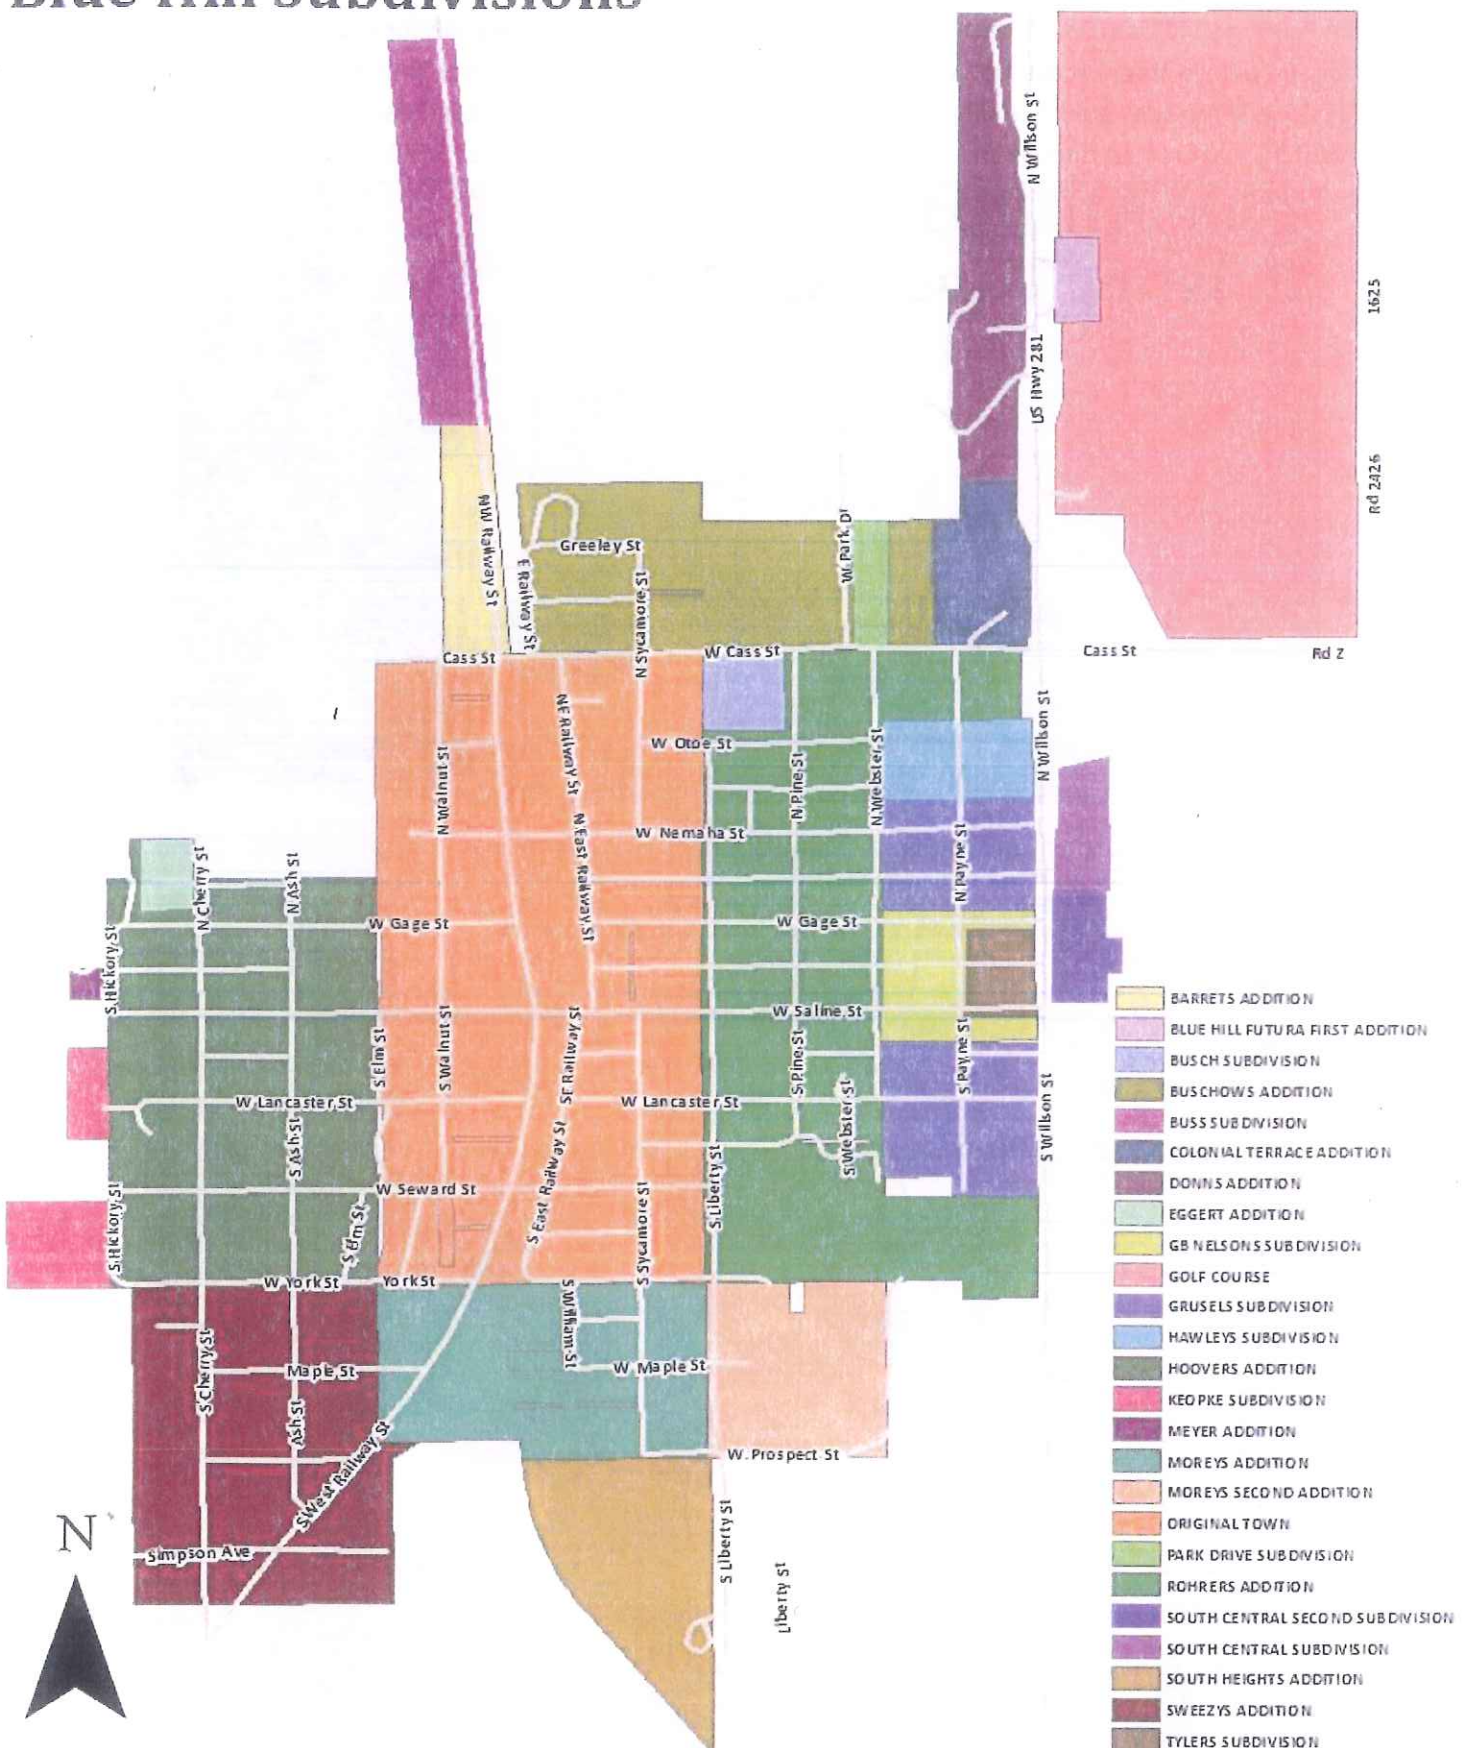 Blue Hill Subdivisions
N Wilson St
1625
US Hwy 281
Rd 2426
NW Railway St
W. Park Dr
Greeley St
E Railway St
N Sycamore St
Cass St
W Cass St
Cass St
Rd Z
NE Railway St
W Otoe St
N Walnut St
N Pine St
N Webster St
N Wilson St
W Nemaha St
N East Railway St
N Payne St
N Cherry St
N Ash St
W Gage St
W Gage St
S Hickory St
W Saline St
S Elm St
S Walnut St
SE Railway St
S Pine St
S Payne St
W Lancaster St
W Lancaster St
S Webster St
S Wilson St
S Ash St
S East Railway St
S Liberty St
W Seward St
S Hickory St
S Elm St
S Sycamore St
W York St
York St
S William St
S Cherry St
Maple St
W Maple St
Ash St
S West Railway St
W. Prospect St
N
Simpson Ave
S Liberty St
Liberty St
BARRETS ADDITION
BLUE HILL FUTURA FIRST ADDITION
BUSCH SUBDIVISION
BUSCHOWS ADDITION
BUSS SUBDIVISION
COLONIAL TERRACE ADDITION
DONNS ADDITION
EGGERT ADDITION
GB NELSONS SUBDIVISION
GOLF COURSE
GRUSELS SUBDIVISION
HAWLEYS SUBDIVISION
HOOVERS ADDITION
KEOPKE SUBDIVISION
MEYER ADDITION
MOREYS ADDITION
MOREYS SECOND ADDITION
ORIGINAL TOWN
PARK DRIVE SUBDIVISION
ROHRERS ADDITION
SOUTH CENTRAL SECOND SUBDIVISION
SOUTH CENTRAL SUBDIVISION
SOUTH HEIGHTS ADDITION
SWEEZYS ADDITION
TYLERS SUBDIVISION